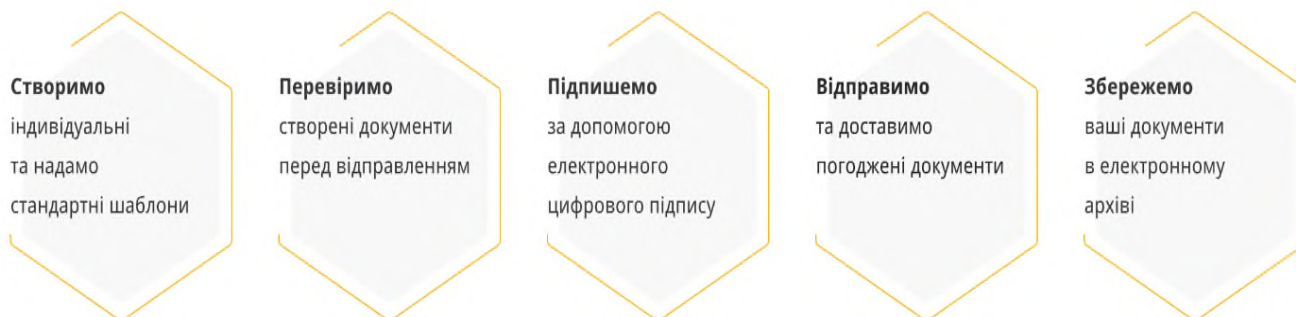 Створимо
індивідуальні
та надамо
стандартні шаблони
Перевіримо
створені документи
перед відправленням
Підпишемо
за допомогою
електронного
цифрового підпису
Відправимо
та доставимо
погоджені документи
Збережемо
ваші документи
в електронному
архіві